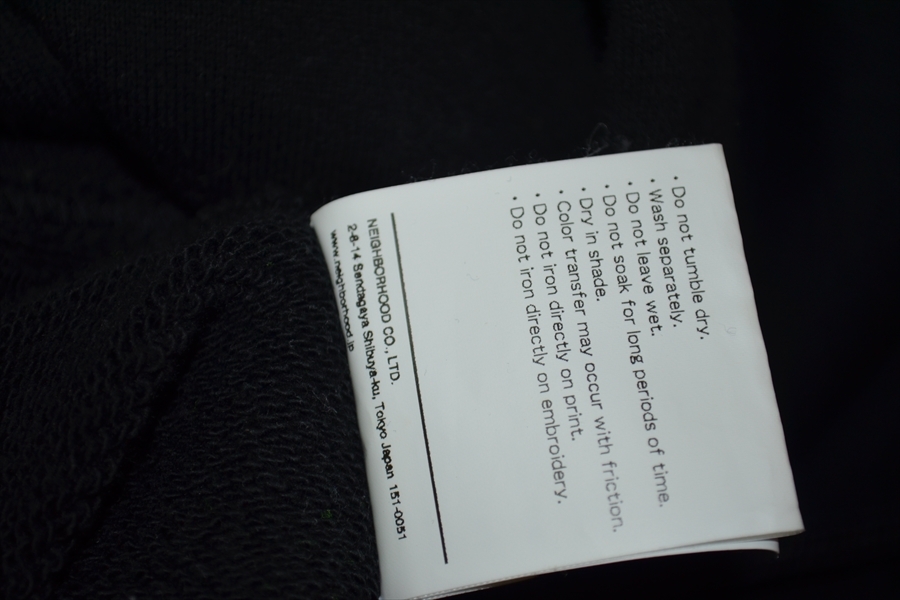 • Do not tumble dry.
• Wash separately.
• Do not leave wet.
• Do not soak for long periods of time.
• Dry in shade.
• Color transfer may occur with friction.
• Do not iron directly on print.
• Do not iron directly on embroidery.
NEIGHBORHOOD CO., LTD.
2-6-14 Sendagaya Shibuya-ku, Tokyo Japan 151-0051
www.neighborhood.jp